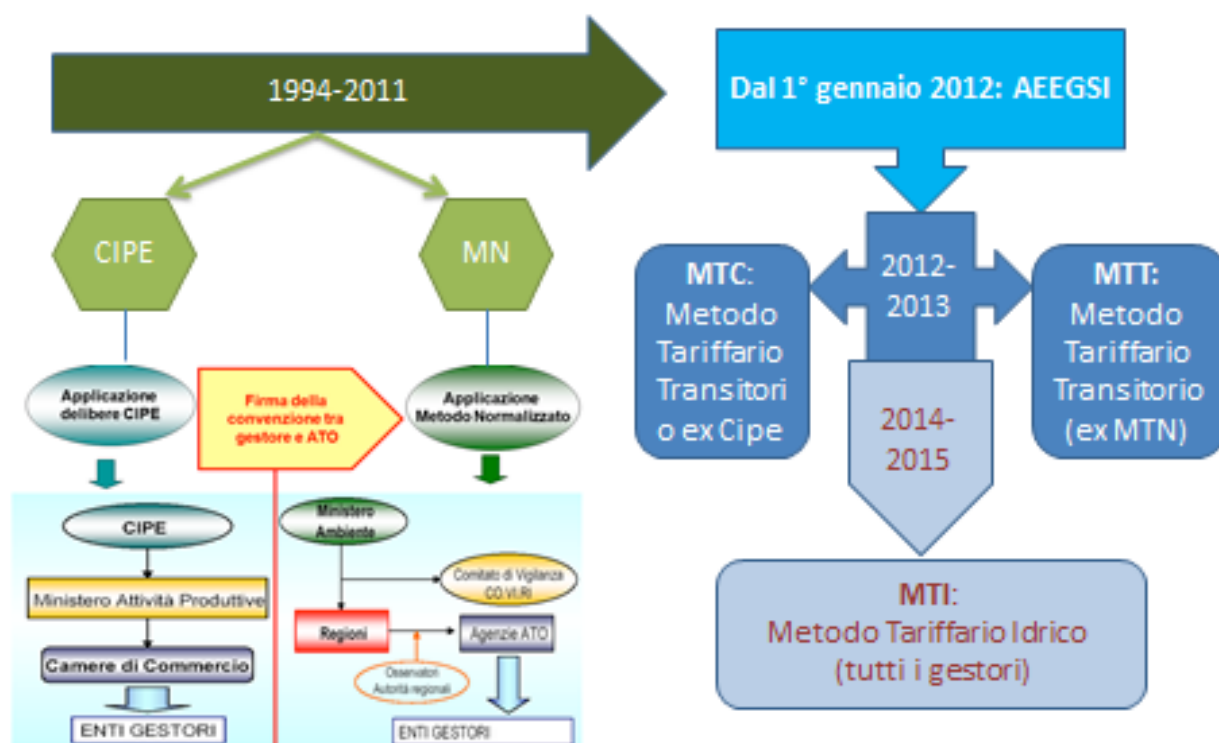 1994-2011
CIPE
MN
Applicazione
delibere CIPE
Firma della
convenzione tra
gestore e ATO
Applicazione
Metodo Normalizzato
CIPE
Ministero Attività Produttive
Camere di Commercio
ENTI GESTORI
Ministero
Ambiente
Comitato di Vigilanza
CO.VI.RI
Regioni
Agenzie ATO
Osservatori
Autorità regionali
ENTI GESTORI
Dal 1° gennaio 2012: AEEGSI
MTC:
Metodo
Tariffario
Transitori
o ex Cipe
2012-
2013
MTT:
Metodo
Tariffario
Transitorio
(ex MTN)
2014-
2015
MTI:
Metodo Tariffario Idrico
(tutti i gestori)